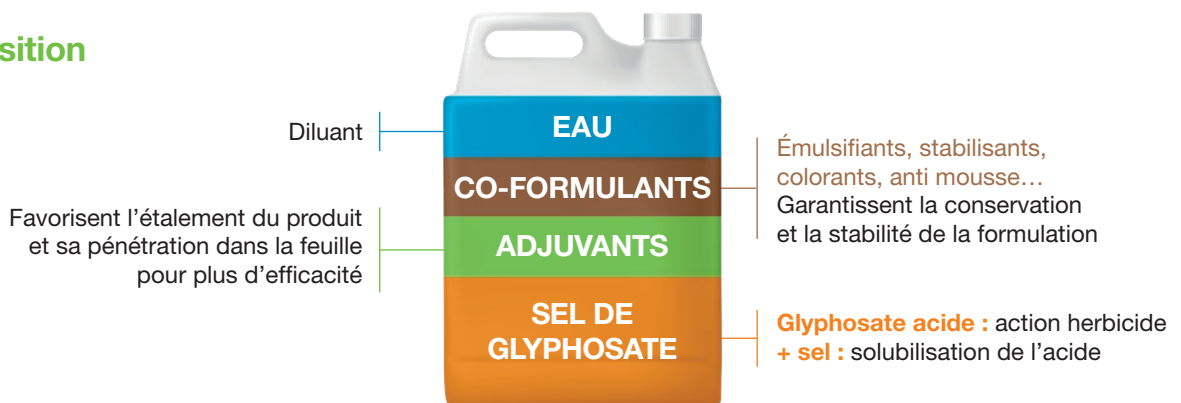 sition
EAU
Diluant
CO-FORMULANTS
Émulsifiants, stabilisants,
colorants, anti mousse…
Garantissent la conservation
et la stabilité de la formulation
ADJUVANTS
Favorisent l’étalement du produit
et sa pénétration dans la feuille
pour plus d’efficacité
SEL DE
GLYPHOSATE
Glyphosate acide : action herbicide
+ sel : solubilisation de l’acide